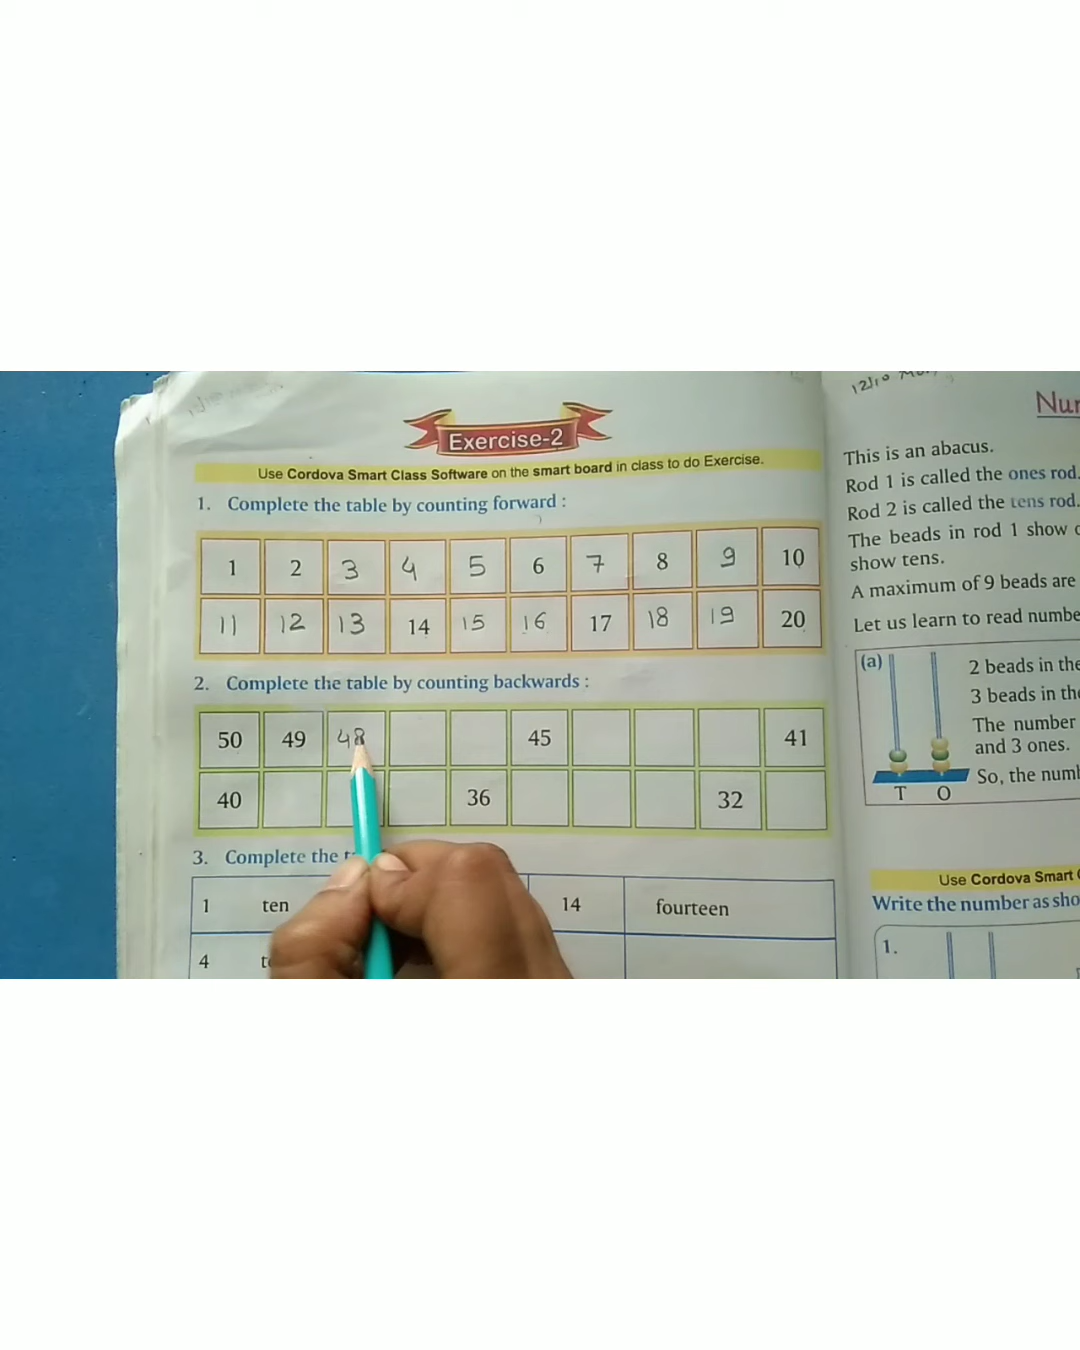 12/10
Exercise-2
Use Cordova Smart Class Software on the smart board in class to do Exercise.
1. Complete the table by counting forward :
1 2 3 4 5 6 7 8 9 10
11 12 13 14 15 16 17 18 19 20
2. Complete the table by counting backwards :
50 49 48 45 41
40 36 32
3. Complete the
1 ten 14 fourteen
4
Nur
This is an abacus.
Rod 1 is called the ones rod.
Rod 2 is called the tens rod.
The beads in rod 1 show
show tens.
A maximum of 9 beads are
Let us learn to read numbe
(a)
2 beads in the
3 beads in the
The number
and 3 ones.
So, the numb
T O
Use Cordova Smart
Write the number as sho
1.